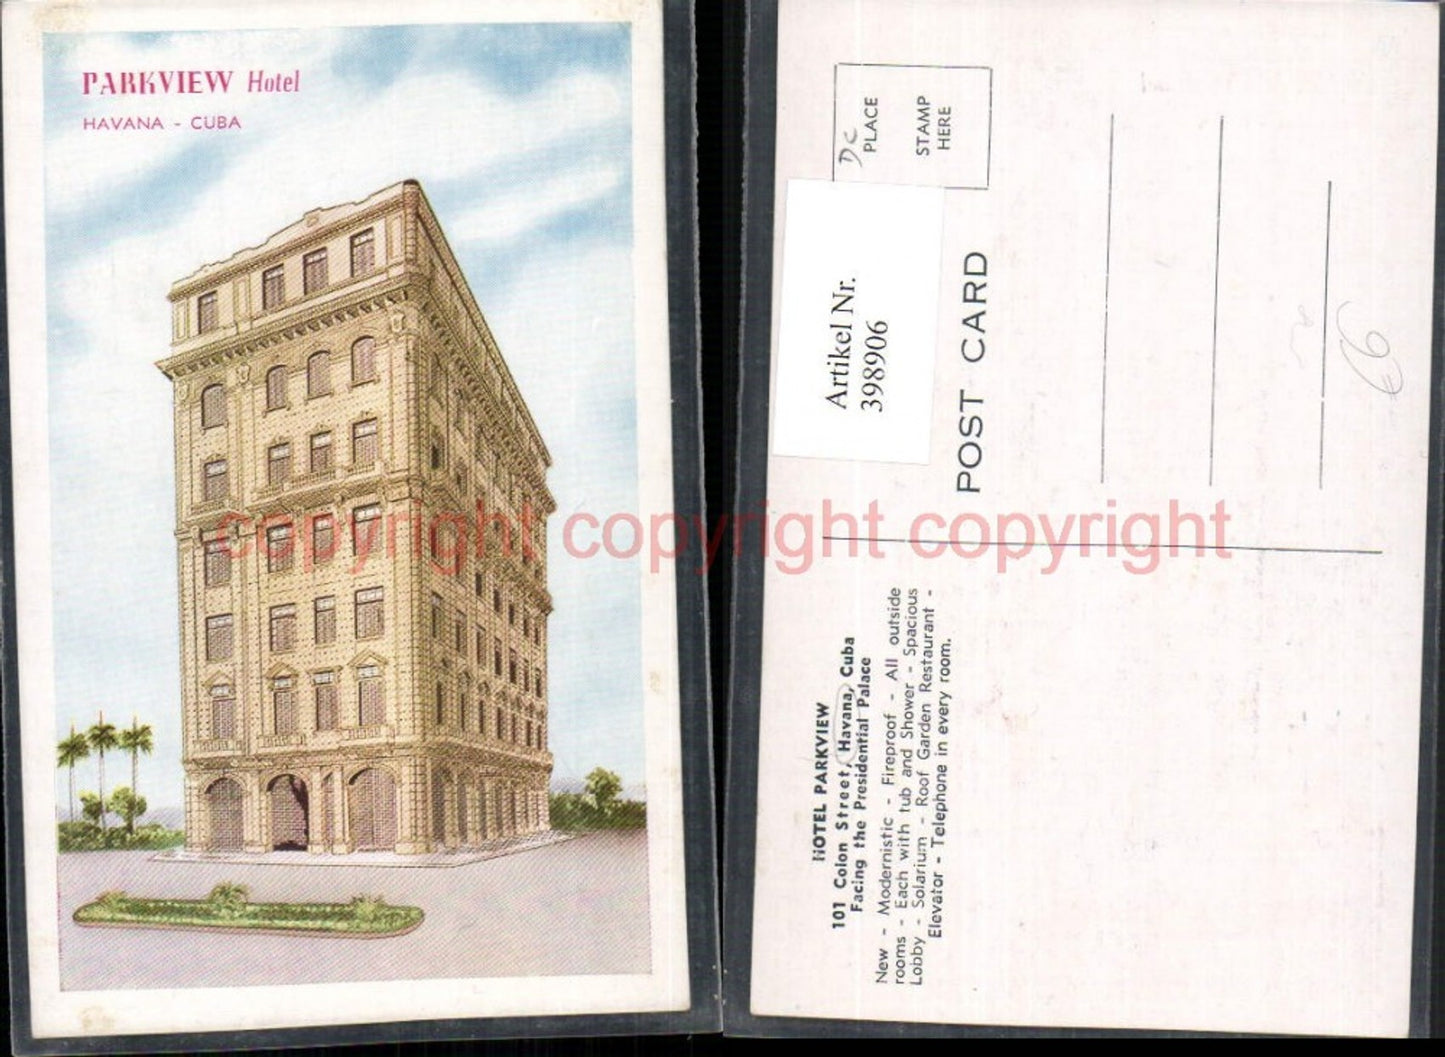 PARKVIEW Hotel
HAVANA - CUBA
copyright copyright copyright
DC
PLACE
STAMP
HERE
Artikel Nr.
398906
POST CARD
€6
HOTEL PARKVIEW
101 Colon Street, Havana, Cuba
Facing the Presidential Palace
New - Modernistic - Fireproof - All outside
rooms - Each with tub and Shower - Spacious
Lobby - Solarium - Roof Garden Restaurant -
Elevator - Telephone in every room.